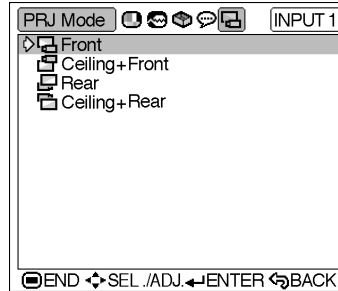 PRJ Mode INPUT 1
Front
Ceiling+Front
Rear
Ceiling+Rear
END SEL./ADJ. ENTER BACK